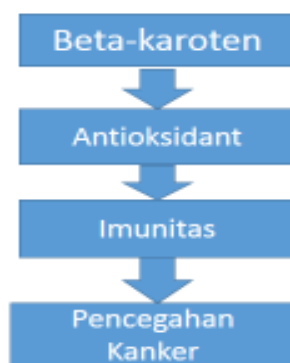 Beta-karoten
Antioksidant
Imunitas
Pencegahan
Kanker